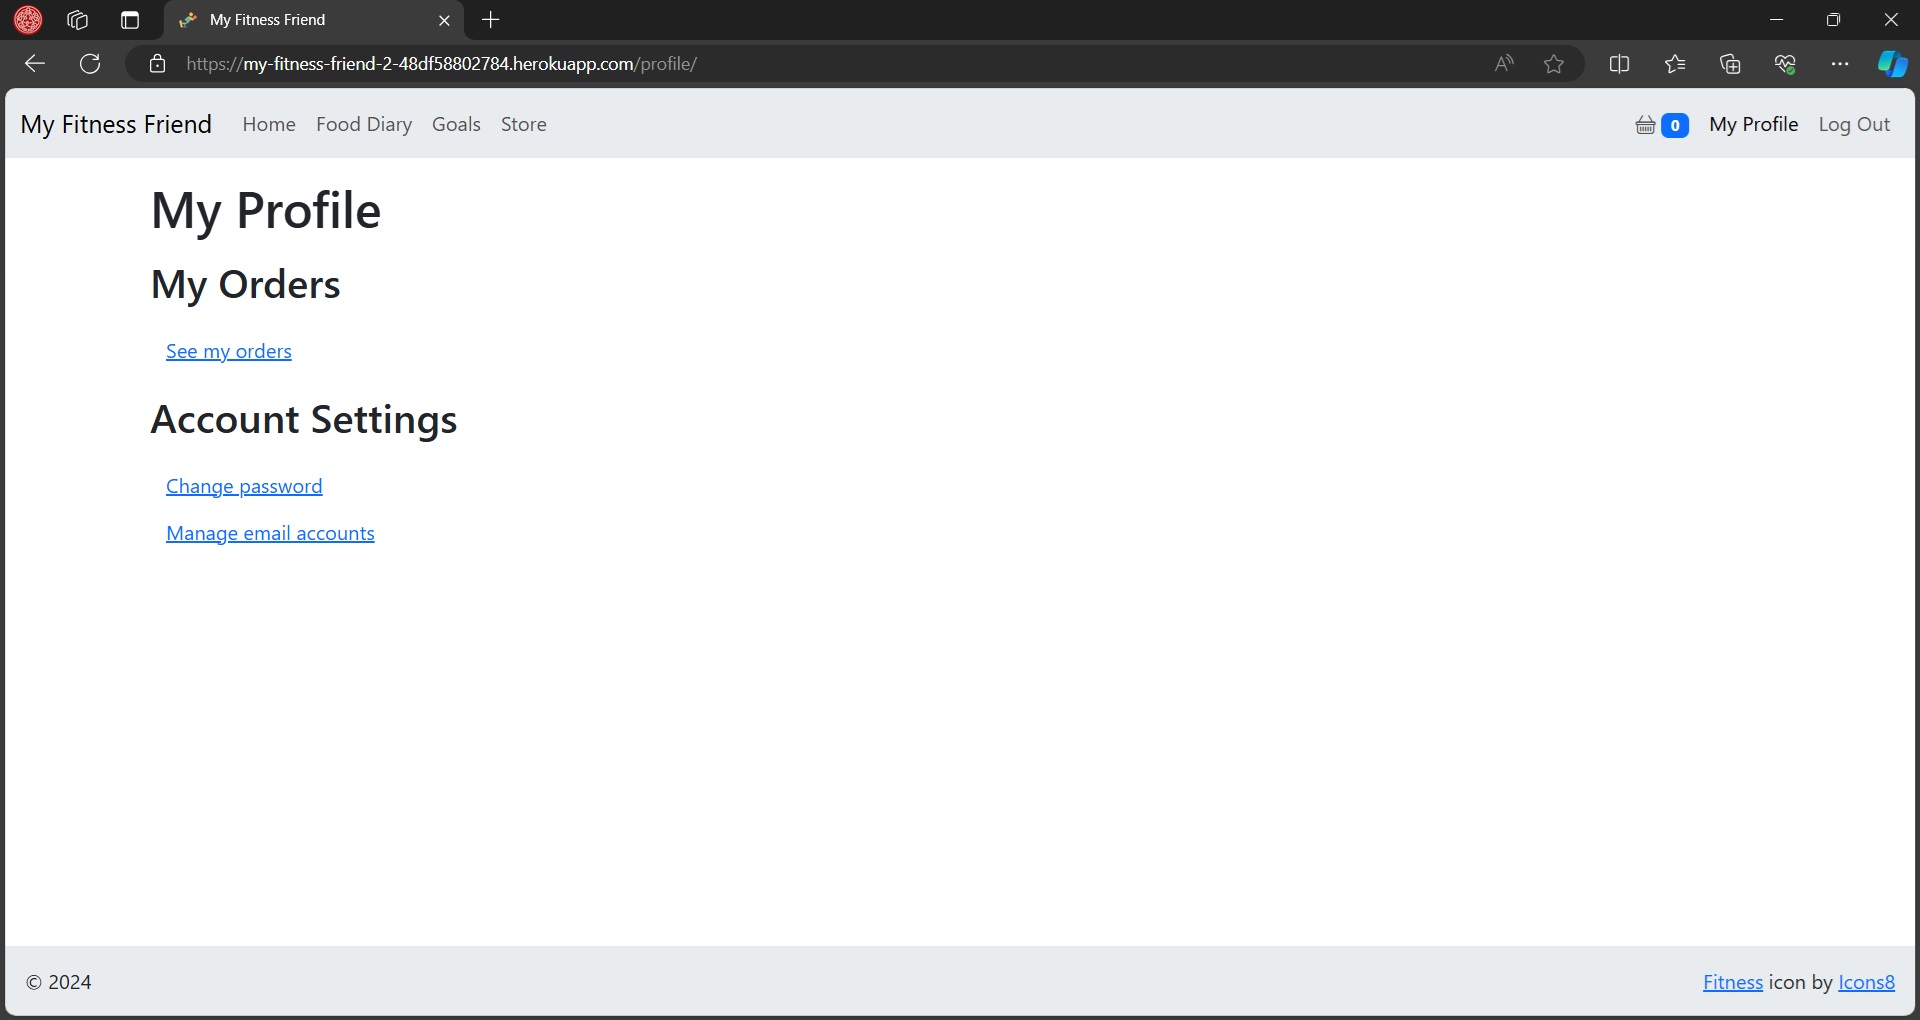 My Fitness Friend
https://my-fitness-friend-2-48df58802784.herokuapp.com/profile/
My Fitness Friend Home Food Diary Goals Store 0 My Profile Log Out
My Profile
My Orders
See my orders
Account Settings
Change password
Manage email accounts
© 2024 Fitness icon by Icons8